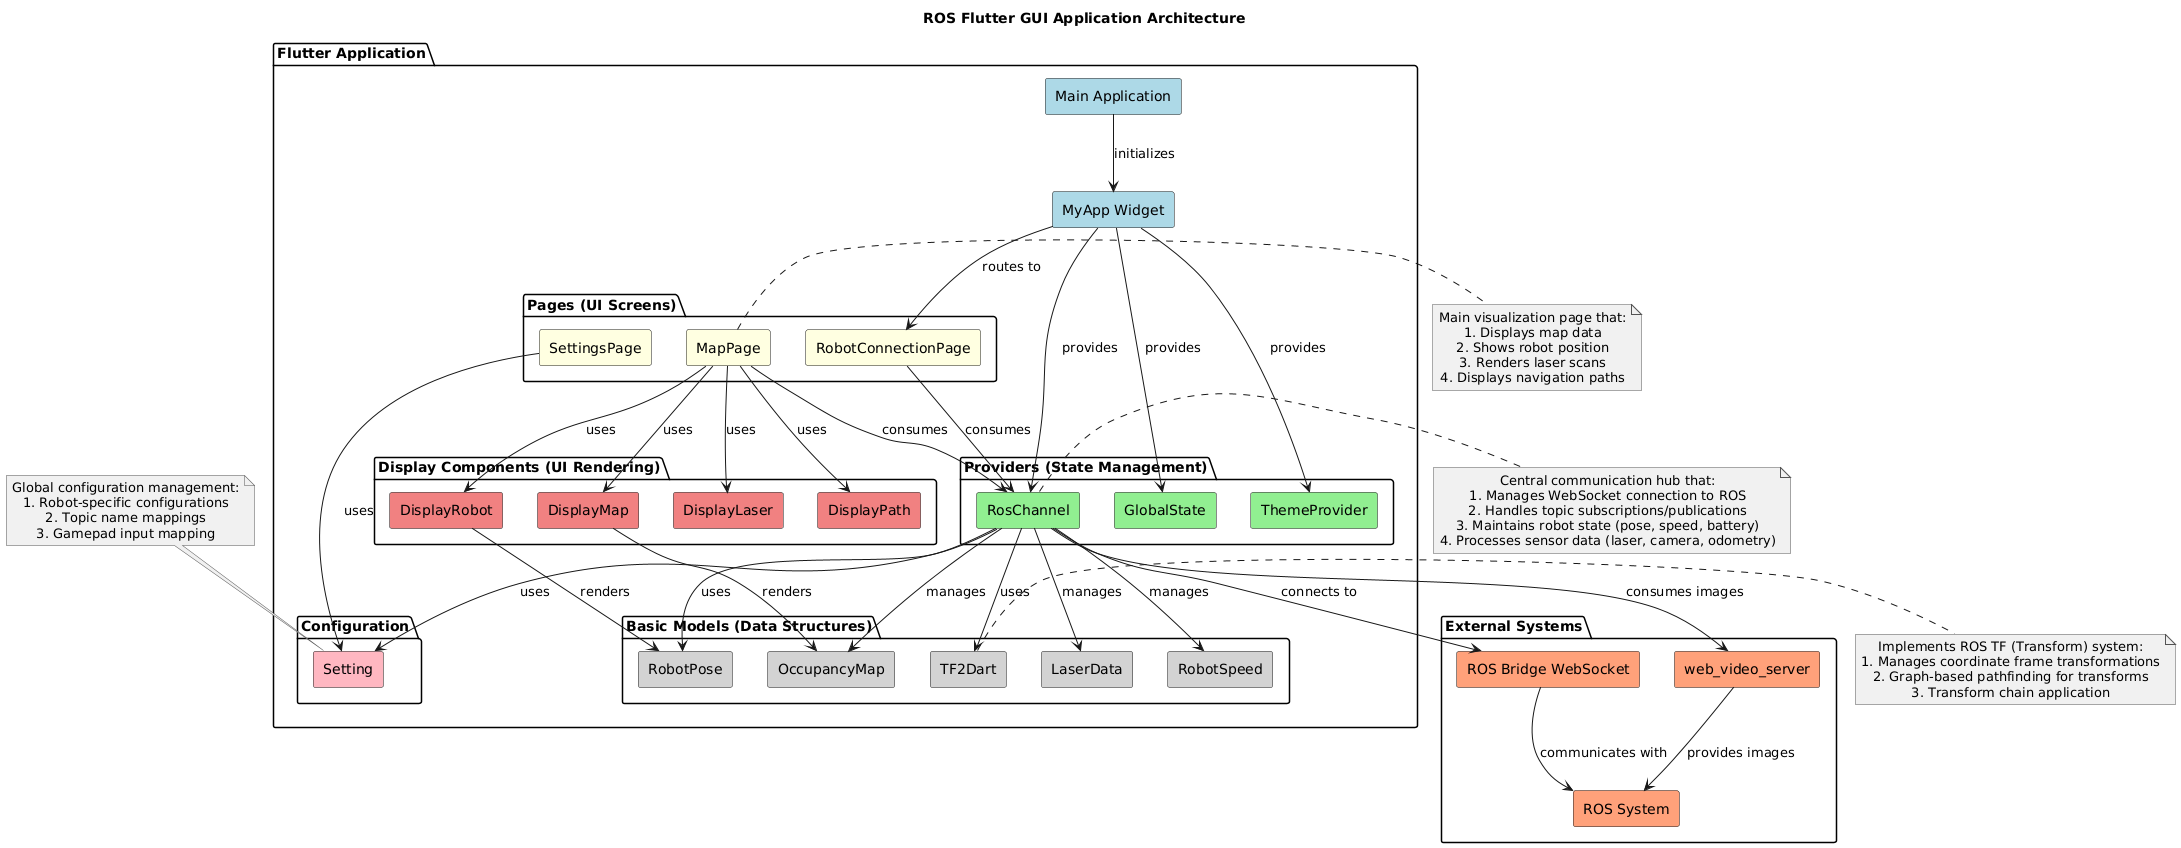 ROS Flutter GUI Application Architecture
Flutter Application
Main Application
initializes
MyApp Widget
routes to
Pages (UI Screens)
SettingsPage
MapPage
RobotConnectionPage
provides
provides
provides
Main visualization page that:
1. Displays map data
2. Shows robot position
3. Renders laser scans
4. Displays navigation paths
uses
uses
uses
uses
consumes
consumes
Display Components (UI Rendering)
DisplayRobot
DisplayMap
DisplayLaser
DisplayPath
Providers (State Management)
RosChannel
GlobalState
ThemeProvider
Central communication hub that:
1. Manages WebSocket connection to ROS
2. Handles topic subscriptions/publications
3. Maintains robot state (pose, speed, battery)
4. Processes sensor data (laser, camera, odometry)
Global configuration management:
1. Robot-specific configurations
2. Topic name mappings
3. Gamepad input mapping
uses
uses
renders
uses
renders
manages
uses
manages
manages
connects to
consumes images
Configuration
Setting
Basic Models (Data Structures)
RobotPose
OccupancyMap
TF2Dart
LaserData
RobotSpeed
External Systems
ROS Bridge WebSocket
web_video_server
Implements ROS TF (Transform) system:
1. Manages coordinate frame transformations
2. Graph-based pathfinding for transforms
3. Transform chain application
communicates with
provides images
ROS System